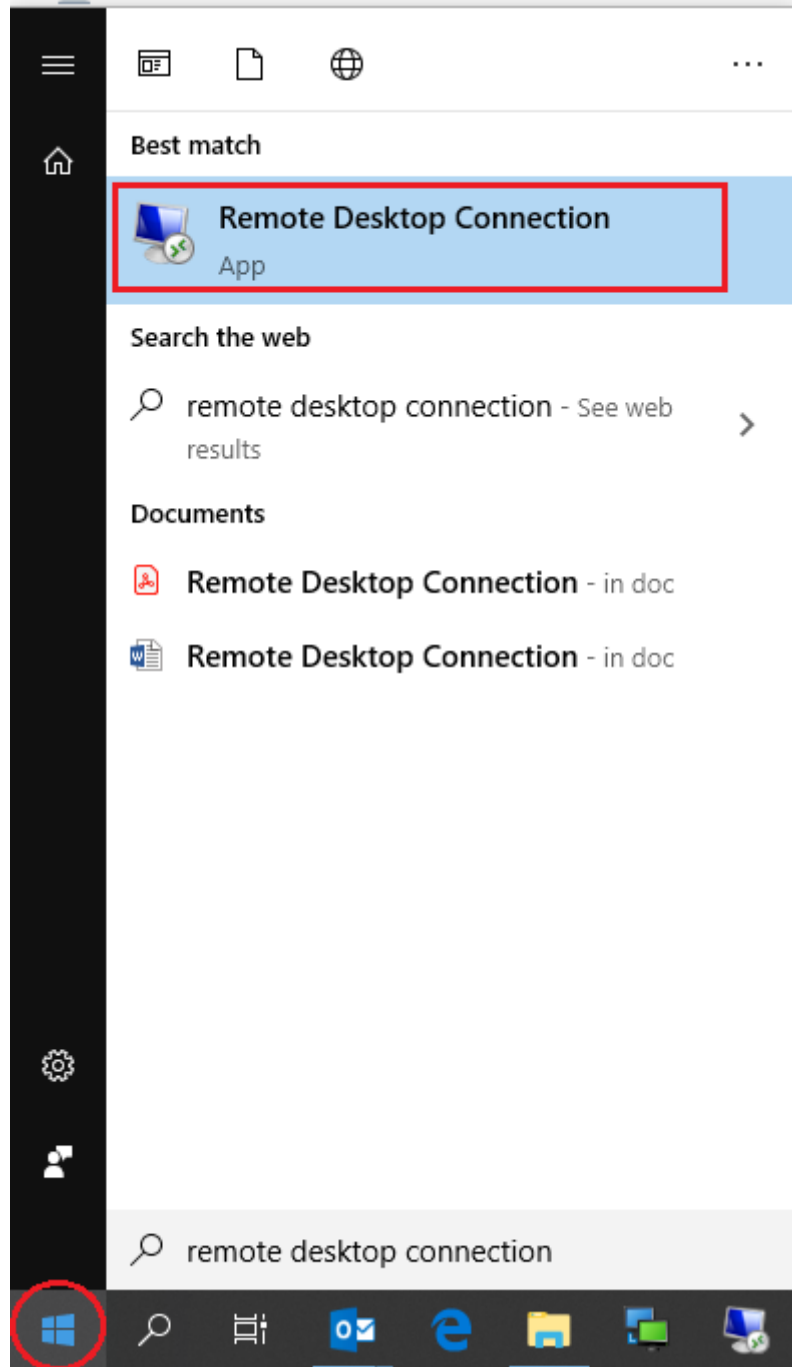 Best match
Remote Desktop Connection
App
Search the web
remote desktop connection - See web
results
Documents
Remote Desktop Connection - in doc
Remote Desktop Connection - in doc
remote desktop connection